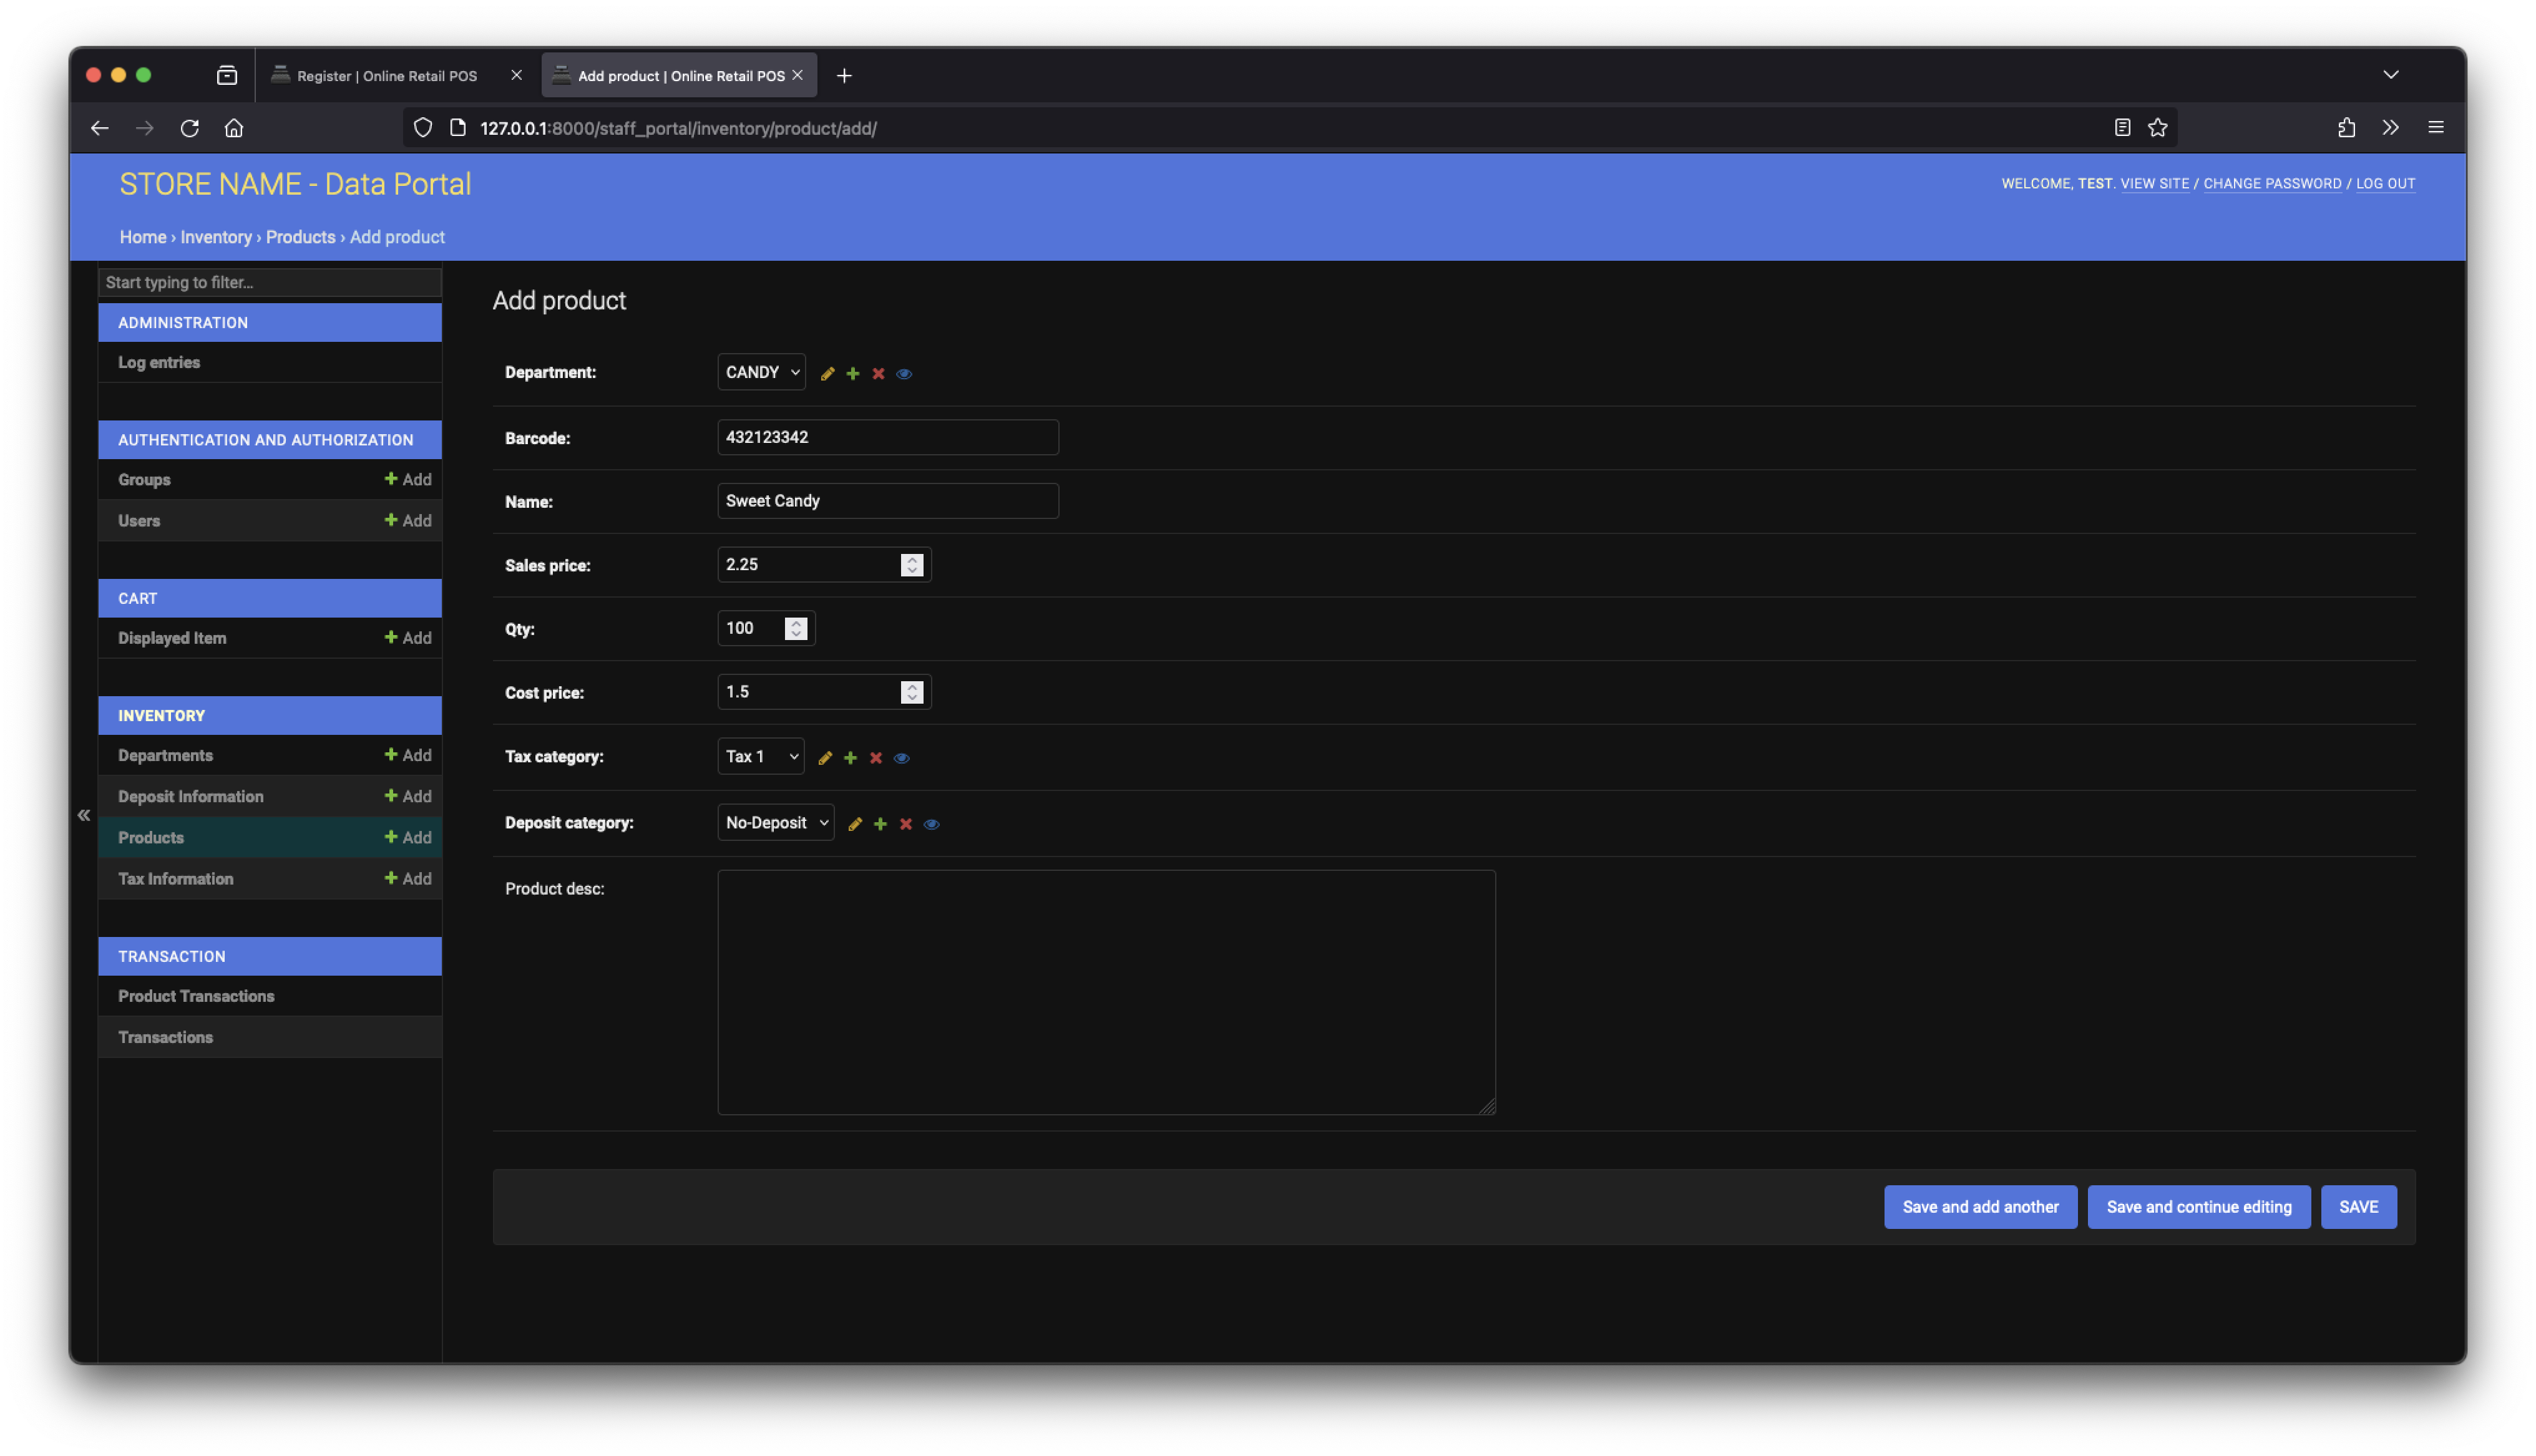 Register | Online Retail POS
Add product | Online Retail POS
127.0.0.1:8000/staff_portal/inventory/product/add/
STORE NAME - Data Portal
WELCOME, TEST. VIEW SITE / CHANGE PASSWORD / LOG OUT
Home › Inventory › Products › Add product
Start typing to filter...
ADMINISTRATION
Log entries
AUTHENTICATION AND AUTHORIZATION
Groups Add
Users Add
CART
Displayed Item Add
INVENTORY
Departments Add
Deposit Information Add
Products Add
Tax Information Add
TRANSACTION
Product Transactions
Transactions
Add product
Department: CANDY
Barcode: 432123342
Name: Sweet Candy
Sales price: 2.25
Qty: 100
Cost price: 1.5
Tax category: Tax 1
Deposit category: No-Deposit
Product desc:
Save and add another Save and continue editing SAVE